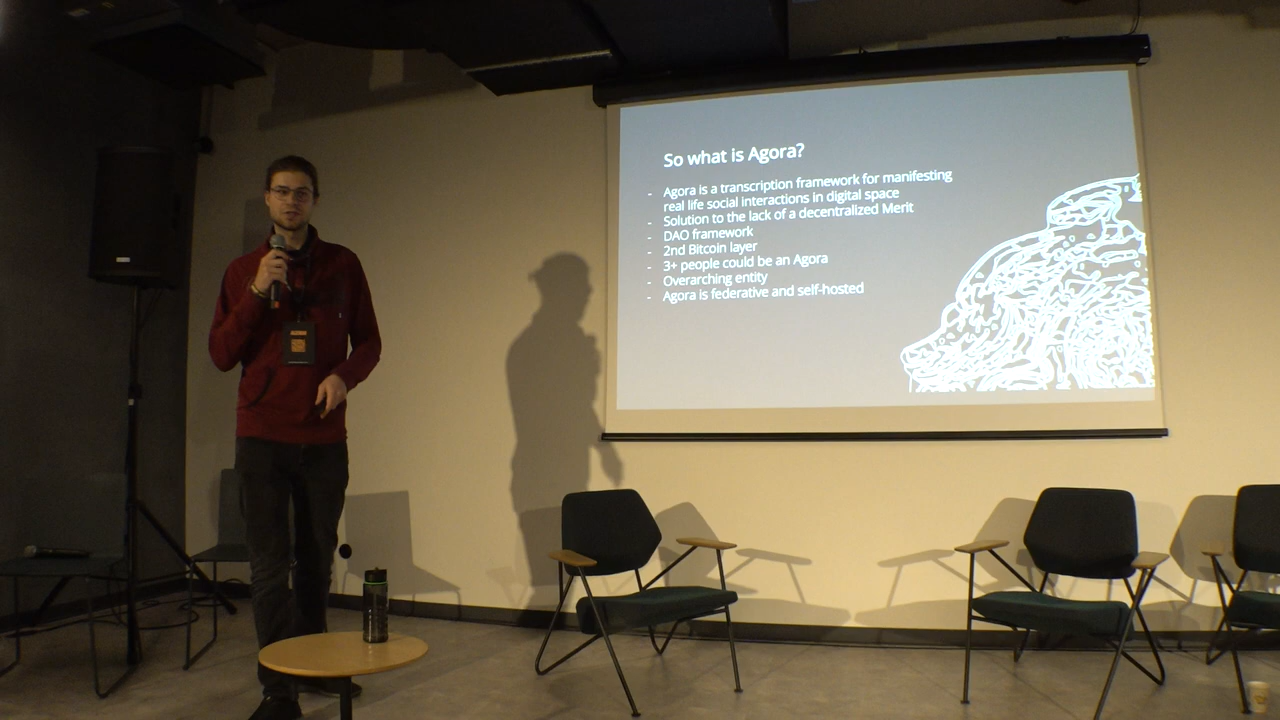 So what is Agora?
- Agora is a transcription framework for manifesting
real life social interactions in digital space
- Solution to the lack of a decentralized Merit
- DAO framework
- 2nd Bitcoin layer
- 3+ people could be an Agora
- Overarching entity
- Agora is federative and self-hosted